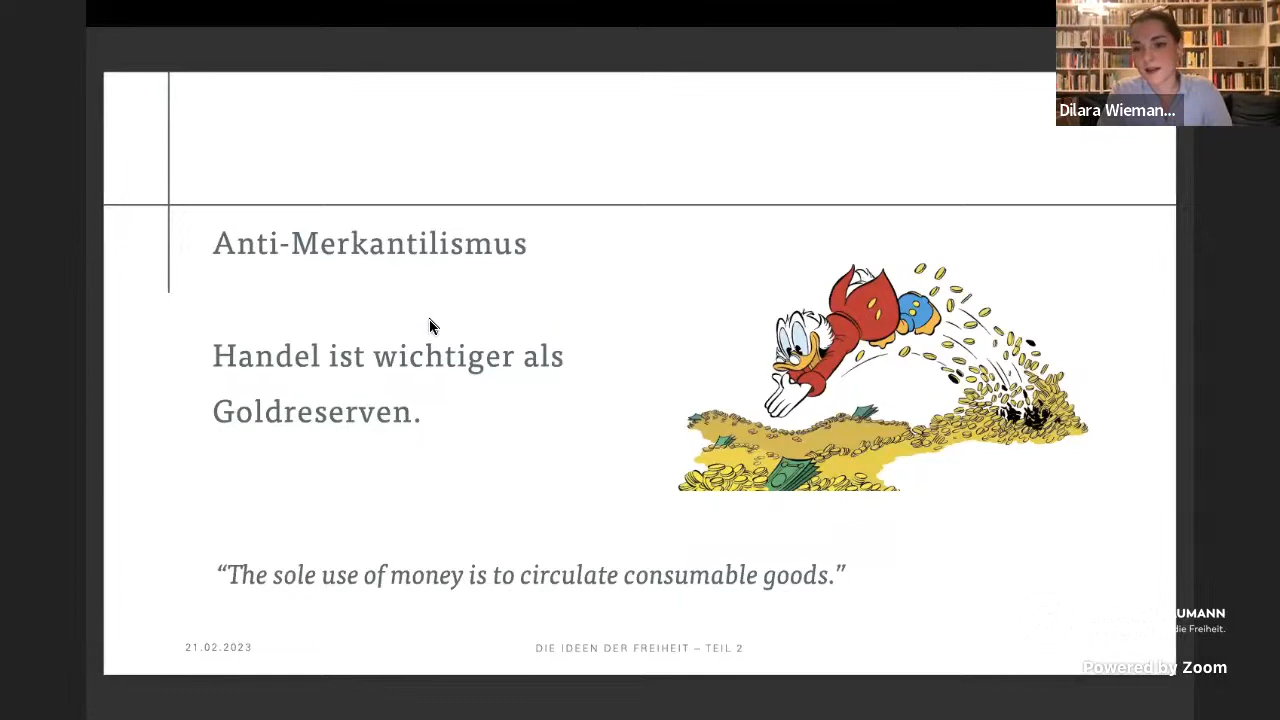 Dilara Wieman...
Anti-Merkantilismus
Handel ist wichtiger als
Goldreserven.
“The sole use of money is to circulate consumable goods.”
UMANN
die Freiheit.
21.02.2023
DIE IDEEN DER FREIHEIT – TEIL 2
Powered by Zoom